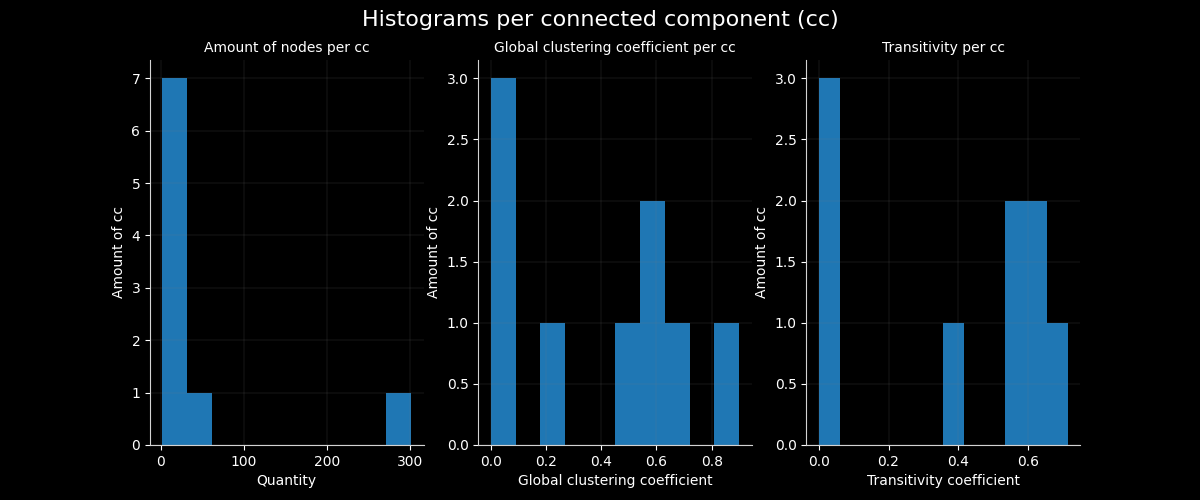 Histograms per connected component (cc)
Amount of nodes per cc
Amount of cc
7
6
5
4
3
2
1
0
0 100 200 300
Quantity
Global clustering coefficient per cc
Amount of cc
3.0
2.5
2.0
1.5
1.0
0.5
0.0
0.0 0.2 0.4 0.6 0.8
Global clustering coefficient
Transitivity per cc
Amount of cc
3.0
2.5
2.0
1.5
1.0
0.5
0.0
0.0 0.2 0.4 0.6
Transitivity coefficient